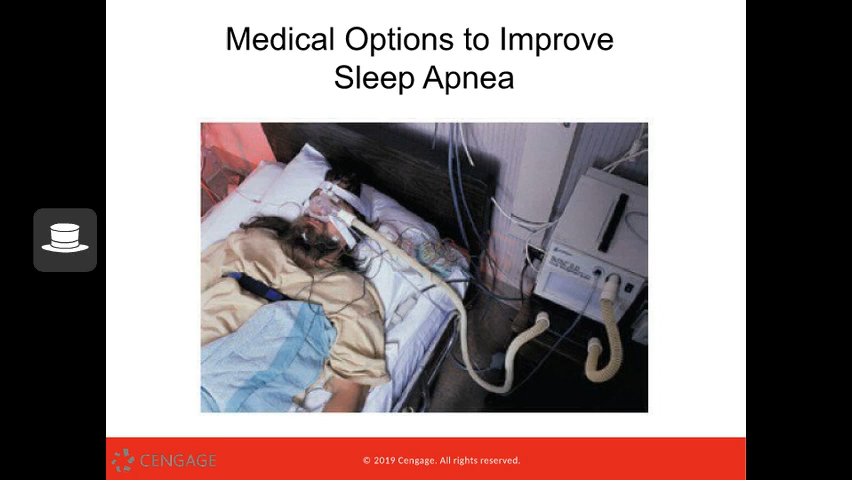 Medical Options to Improve
Sleep Apnea
CENGAGE
© 2019 Cengage. All rights reserved.